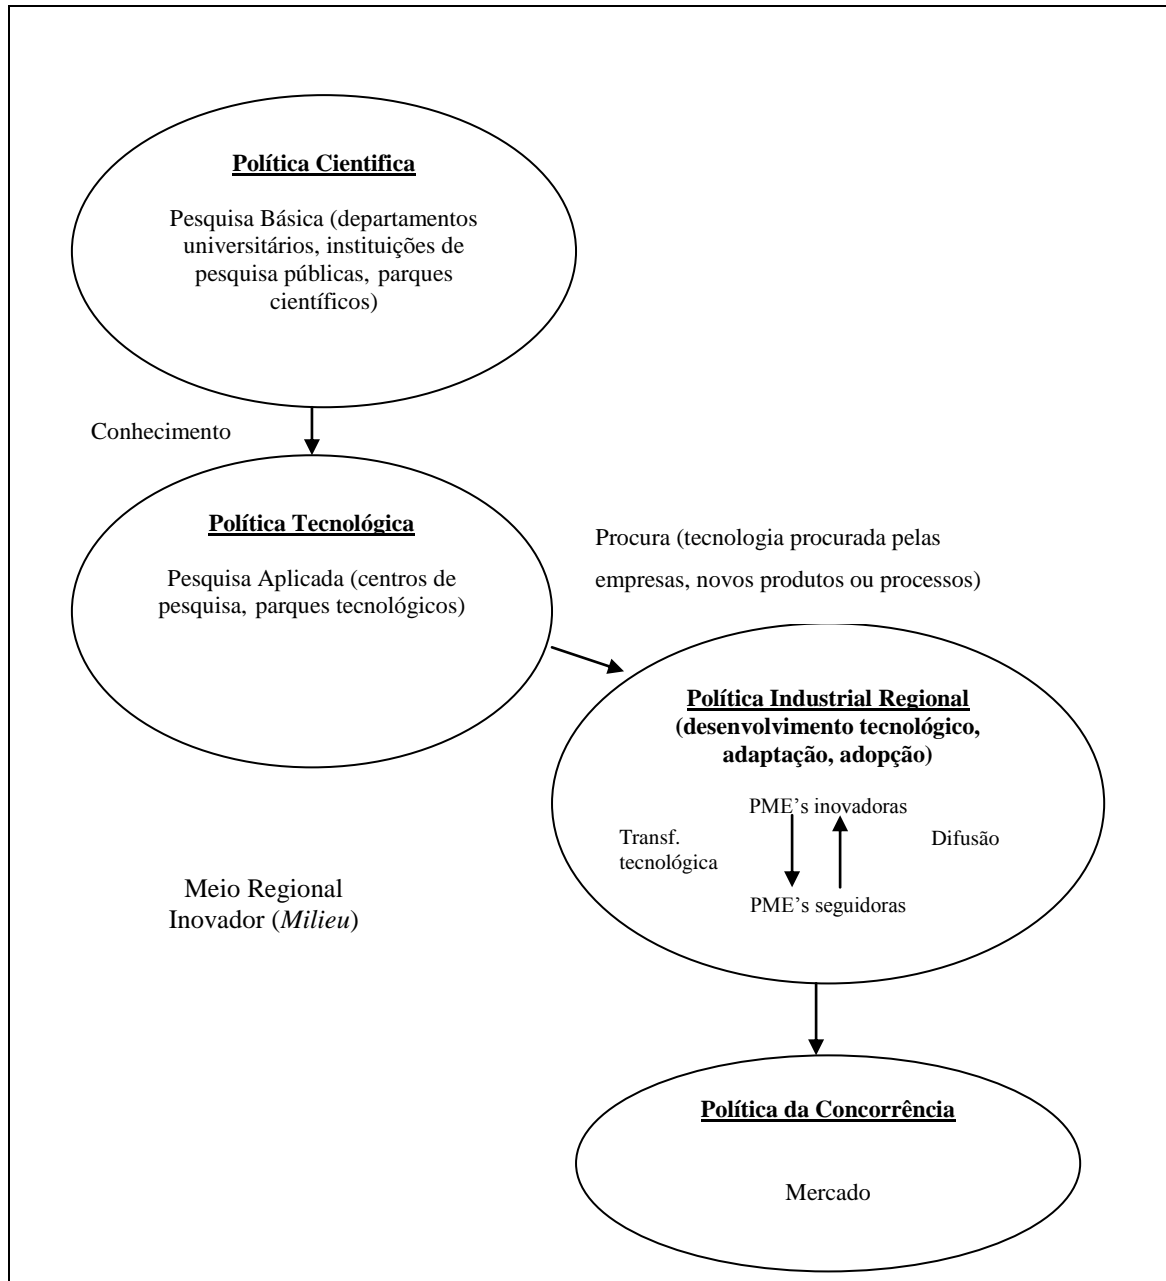 Política Cientifica
Pesquisa Básica (departamentos
universitários, instituições de
pesquisa públicas, parques
científicos)
Conhecimento
Política Tecnológica
Pesquisa Aplicada (centros de
pesquisa, parques tecnológicos)
Procura (tecnologia procurada pelas
empresas, novos produtos ou processos)
Política Industrial Regional
(desenvolvimento tecnológico,
adaptação, adopção)
PME's inovadoras
Transf.
tecnológica
Difusão
PME's seguidoras
Meio Regional
Inovador (Milieu)
Política da Concorrência
Mercado